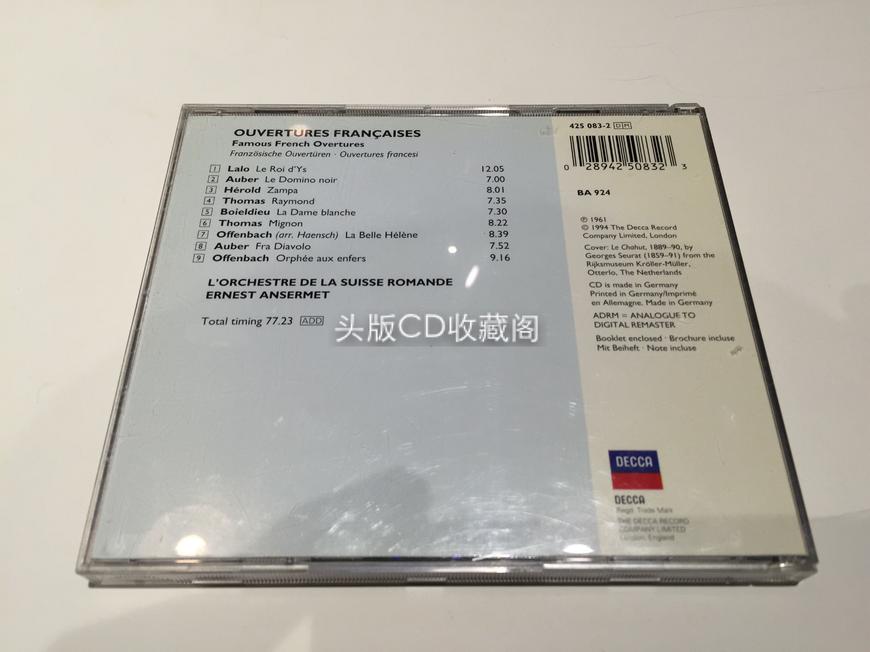 OUVERTURES FRANÇAISES
Famous French Overtures
Französische Ouvertüren · Ouvertures francesi
1 Lalo Le Roi d'Ys 12.05
2 Auber Le Domino noir 7.00
3 Hérold Zampa 8.01
4 Thomas Raymond 7.35
5 Boieldieu La Dame blanche 7.30
6 Thomas Mignon 8.22
7 Offenbach (arr. Haensch) La Belle Hélène 8.39
8 Auber Fra Diavolo 7.52
9 Offenbach Orphée aux enfers 9.16
L'ORCHESTRE DE LA SUISSE ROMANDE
ERNEST ANSERMET
Total timing 77.23 ADD
头版CD收藏阁
425 083-2 DM
0 28942 50832 3
BA 924
℗ 1961
© 1994 The Decca Record
Company Limited, London
Cover: Le Chahut, 1889–90, by
Georges Seurat (1859–91) from the
Rijksmuseum Kröller-Müller,
Otterlo, The Netherlands
CD is made in Germany
Printed in Germany/Imprimé
en Allemagne. Made in Germany
ADRM = ANALOGUE TO
DIGITAL REMASTER
Booklet enclosed · Brochure incluse
Mit Beiheft · Note incluse
DECCA
DECCA
Regd. Trade Mark
THE DECCA RECORD
COMPANY LIMITED
London, England